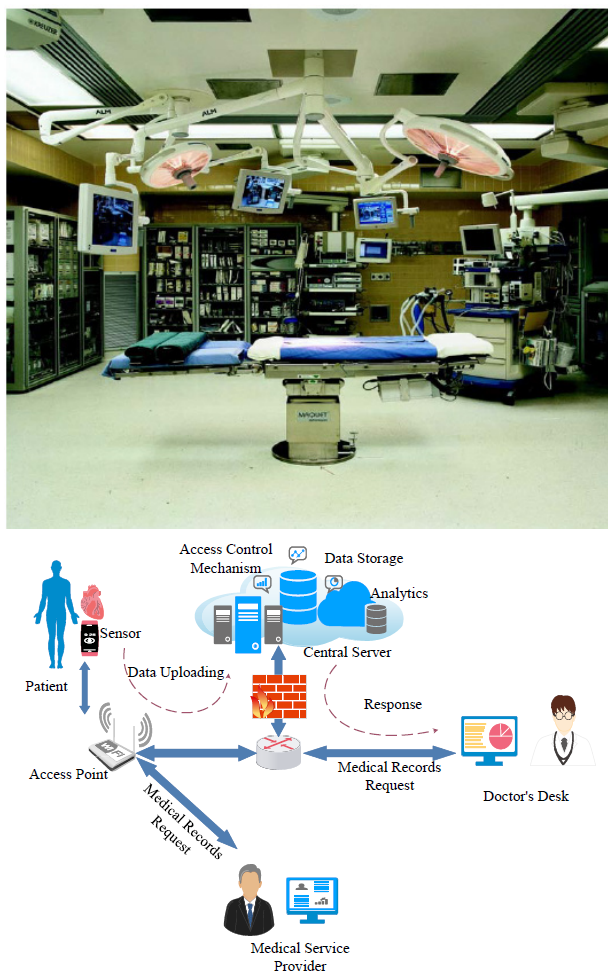 ALM
ALM
MAQUET
Access Control
Mechanism
Data Storage
Analytics
Sensor
Central Server
Patient
Data Uploading
Response
WiFi
Access Point
Medical Records
Request
Medical Records
Request
Doctor's Desk
Medical Service
Provider